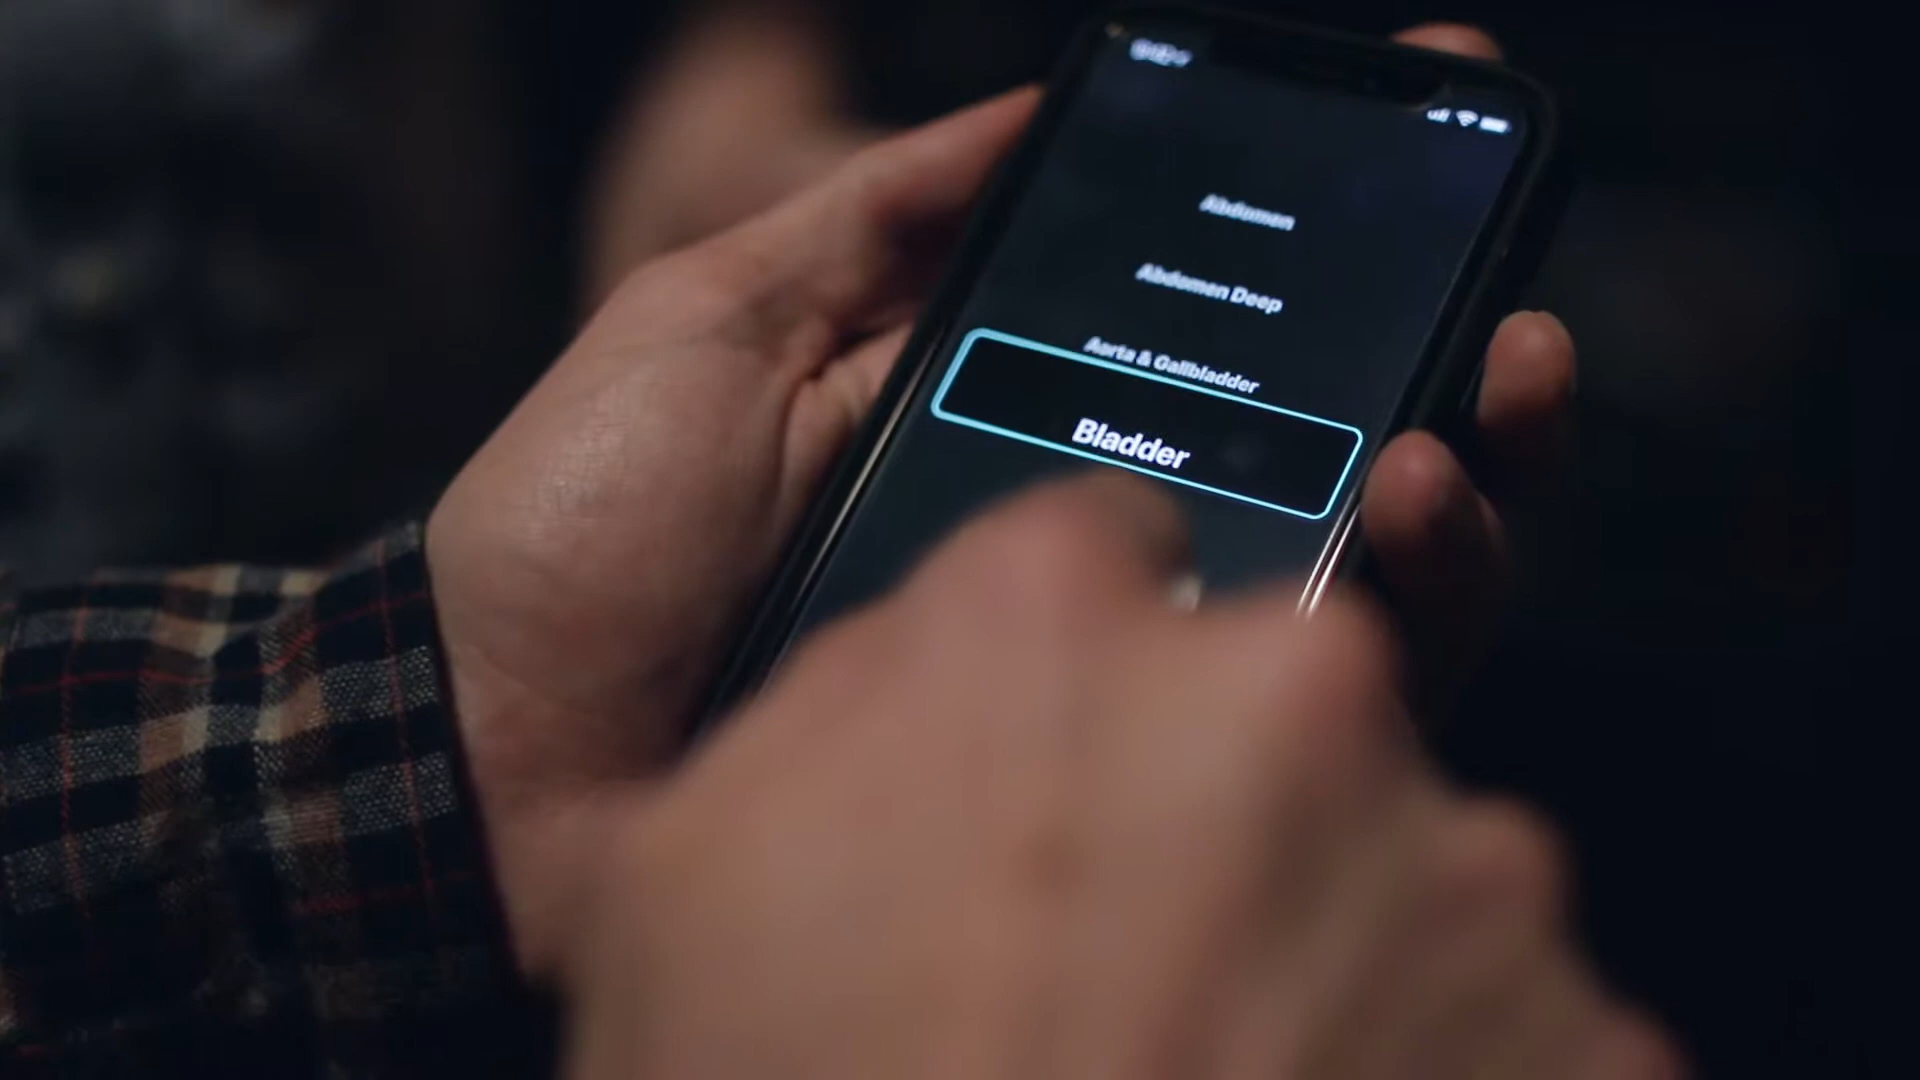 Abdomen
Abdomen Deep
Aorta & Gallbladder
Bladder